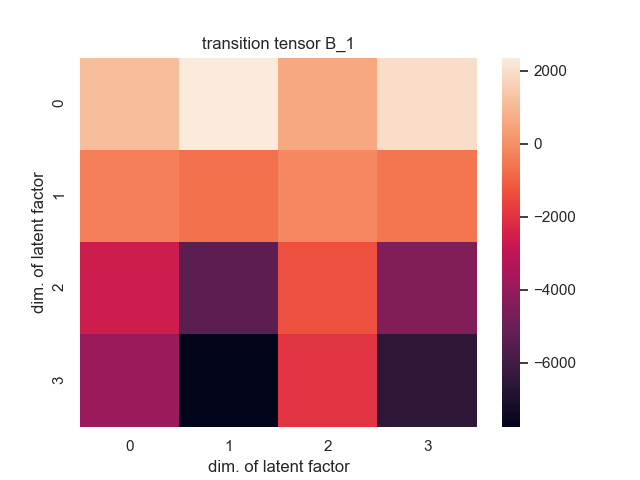 transition tensor B_1
dim. of latent factor
0
1
2
3
0 1 2 3
dim. of latent factor
2000
0
−2000
−4000
−6000